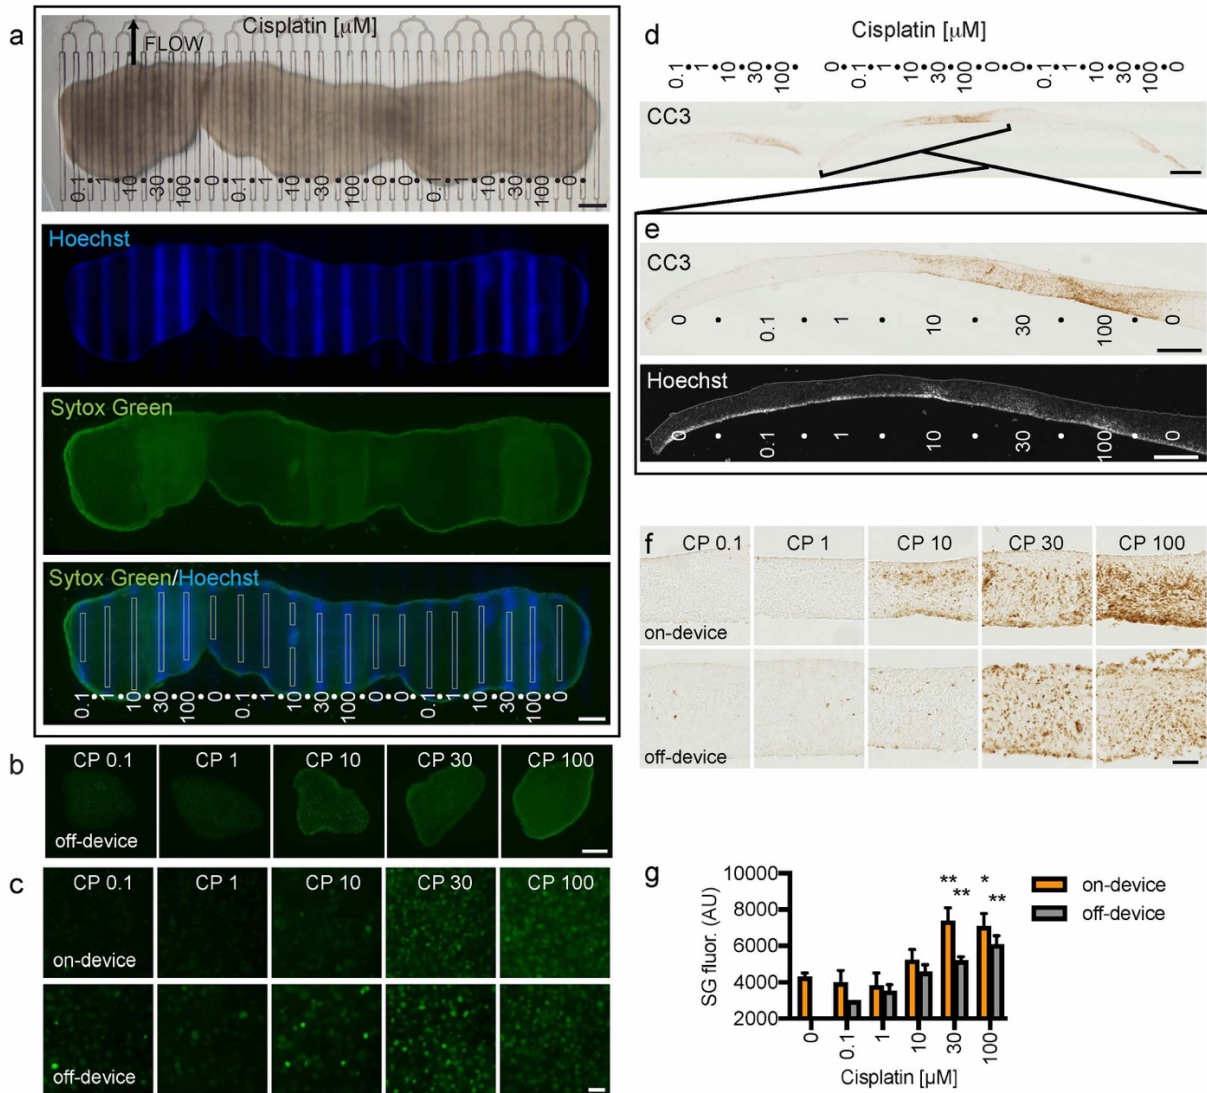 a
Cisplatin [μM]
FLOW
0.1 • 1 • 10 • 30 • 100 • 0 • 0.1 • 1 • 10 • 30 • 100 • 0 • 0 • 0.1 • 1 • 10 • 30 • 100 • 0
Hoechst
Sytox Green
Sytox Green/Hoechst
0.1 • 1 • 10 • 30 • 100 • 0 • 0.1 • 1 • 10 • 30 • 100 • 0 • 0 • 0.1 • 1 • 10 • 30 • 100 • 0
b
CP 0.1 CP 1 CP 10 CP 30 CP 100
off-device
c
CP 0.1 CP 1 CP 10 CP 30 CP 100
on-device
off-device
d
Cisplatin [μM]
0.1 • 1 • 10 • 30 • 100 • 0 • 0.1 • 1 • 10 • 30 • 100 • 0 • 0 • 0.1 • 1 • 10 • 30 • 100 • 0
CC3
e
CC3
0 • 0.1 • 1 • 10 • 30 • 100 • 0
Hoechst
0 • 0.1 • 1 • 10 • 30 • 100 • 0
f
CP 0.1 CP 1 CP 10 CP 30 CP 100
on-device
off-device
g
10000
8000
6000
4000
2000
SG fluor. (AU)
** ** * **
0 0.1 1 10 30 100
Cisplatin [μM]
on-device
off-device